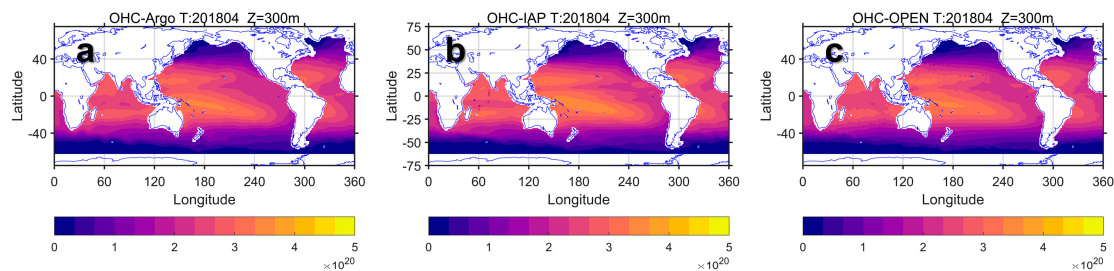 OHC-Argo T:201804 Z=300m
a
Latitude
40
0
-40
0 60 120 180 240 300 360
Longitude
0 1 2 3 4 5
×10^20
OHC-IAP T:201804 Z=300m
b
Latitude
75
50
25
0
-25
-50
-75
0 60 120 180 240 300 360
Longitude
0 1 2 3 4 5
×10^20
OHC-OPEN T:201804 Z=300m
c
Latitude
40
0
-40
0 60 120 180 240 300 360
Longitude
0 1 2 3 4 5
×10^20